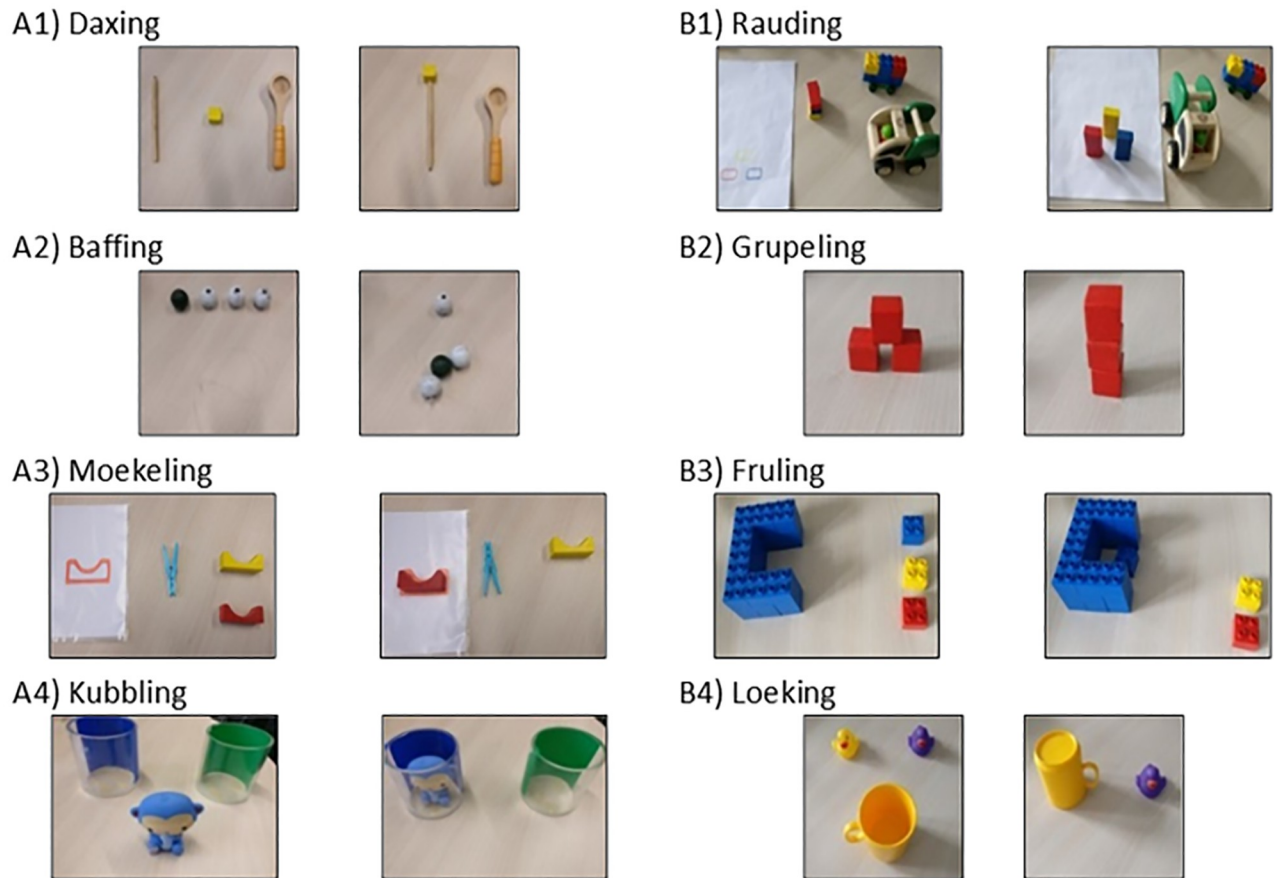 A1) Daxing
B1) Rauding
A2) Baffing
B2) Grupeling
A3) Moekeling
B3) Fruling
A4) Kubbling
B4) Loeking